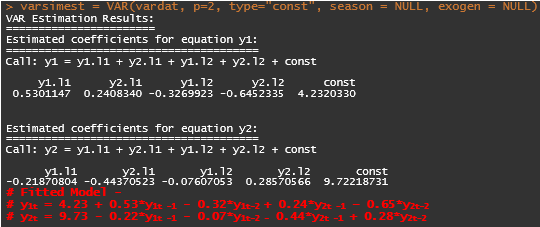 > varsimest = VAR(vardat, p=2, type="const", season = NULL, exogen = NULL)
VAR Estimation Results:
=======================
Estimated coefficients for equation y1:
=======================================
Call: y1 = y1.l1 + y2.l1 + y1.l2 + y2.l2 + const
y1.l1 y2.l1 y1.l2 y2.l2 const
0.5301147 0.2408340 -0.3269923 -0.6452335 4.2320330
Estimated coefficients for equation y2:
=======================================
Call: y2 = y1.l1 + y2.l1 + y1.l2 + y2.l2 + const
y1.l1 y2.l1 y1.l2 y2.l2 const
-0.21870804 -0.44370523 -0.07607053 0.28570566 9.72218731
# Fitted Model -
# y1t = 4.23 + 0.53*y1t -1 - 0.32*y1t-2 + 0.24*y2t -1 - 0.65*y2t-2
# y2t = 9.73 - 0.22*y1t -1 - 0.07*y1t-2 - 0.44*y2t -1 + 0.28*y2t-2